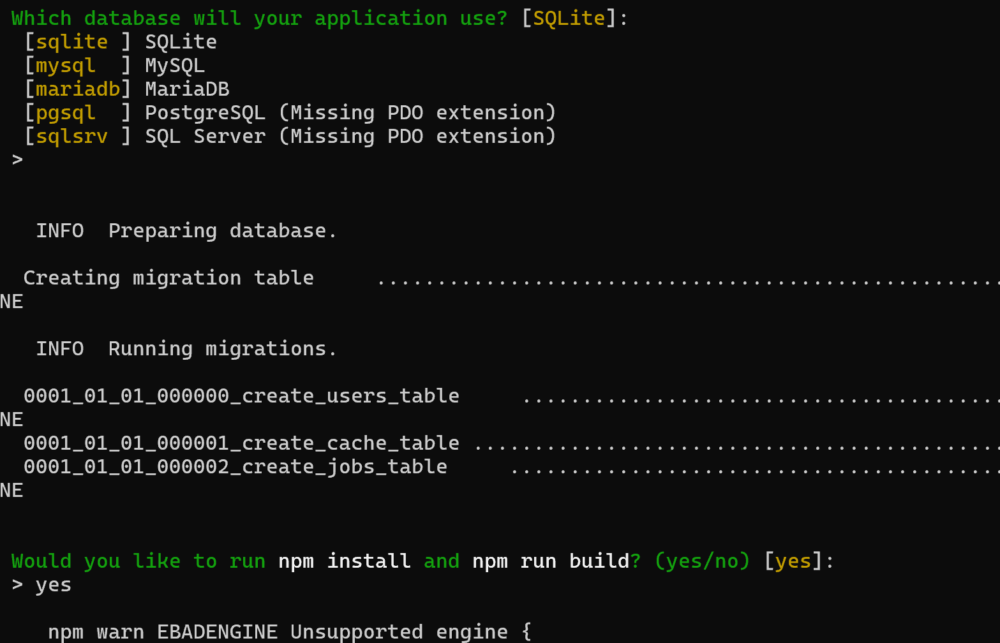 Which database will your application use? [SQLite]:
[sqlite ] SQLite
[mysql  ] MySQL
[mariadb] MariaDB
[pgsql  ] PostgreSQL (Missing PDO extension)
[sqlsrv ] SQL Server (Missing PDO extension)
>
INFO  Preparing database.
Creating migration table ....................................................
NE
INFO  Running migrations.
0001_01_01_000000_create_users_table ........................................
NE
0001_01_01_000001_create_cache_table ............................................
0001_01_01_000002_create_jobs_table .........................................
NE
Would you like to run npm install and npm run build? (yes/no) [yes]:
> yes
npm warn EBADENGINE Unsupported engine {